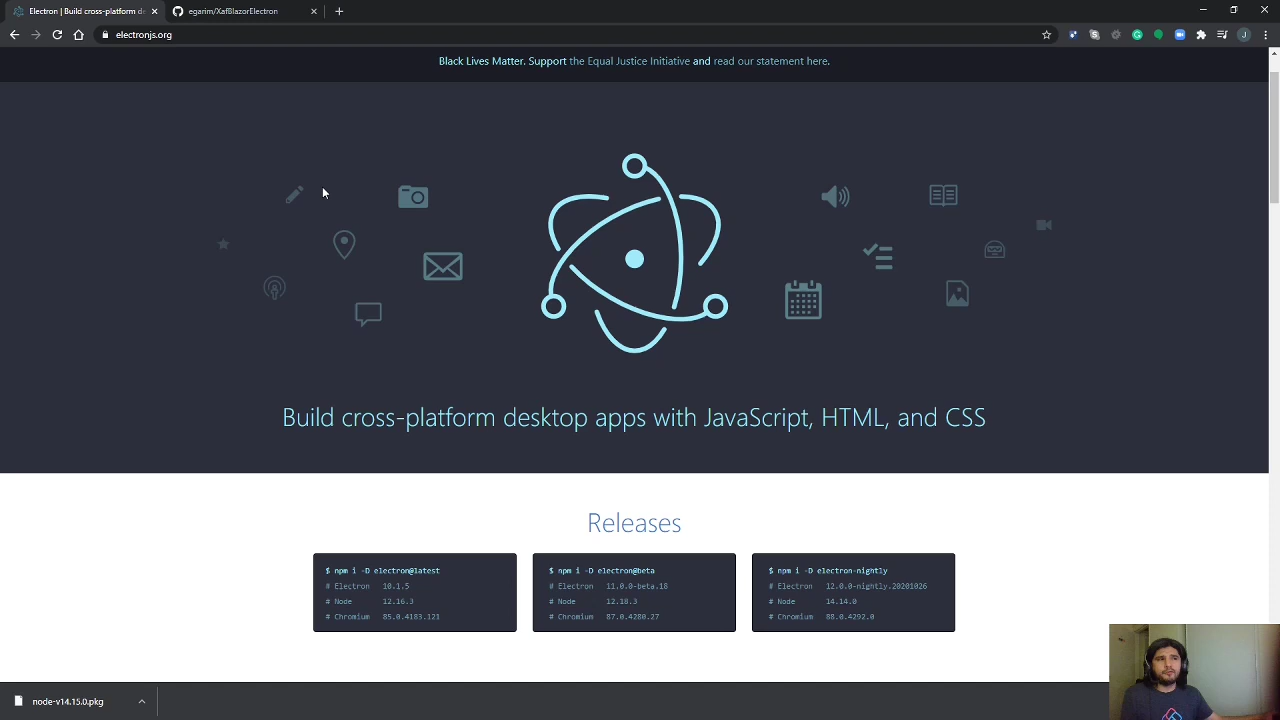 Electron | Build cross-platform de
egarim/XafBlazorElectron
electronjs.org
J
Black Lives Matter. Support the Equal Justice Initiative and read our statement here.
Build cross-platform desktop apps with JavaScript, HTML, and CSS
Releases
$ npm i -D electron@latest
# Electron 10.1.5
# Node 12.16.3
# Chromium 85.0.4183.121
$ npm i -D electron@beta
# Electron 11.0.0-beta.18
# Node 12.18.3
# Chromium 87.0.4280.27
$ npm i -D electron-nightly
# Electron 12.0.0-nightly.20201026
# Node 14.14.0
# Chromium 88.0.4292.0
node-v14.15.0.pkg